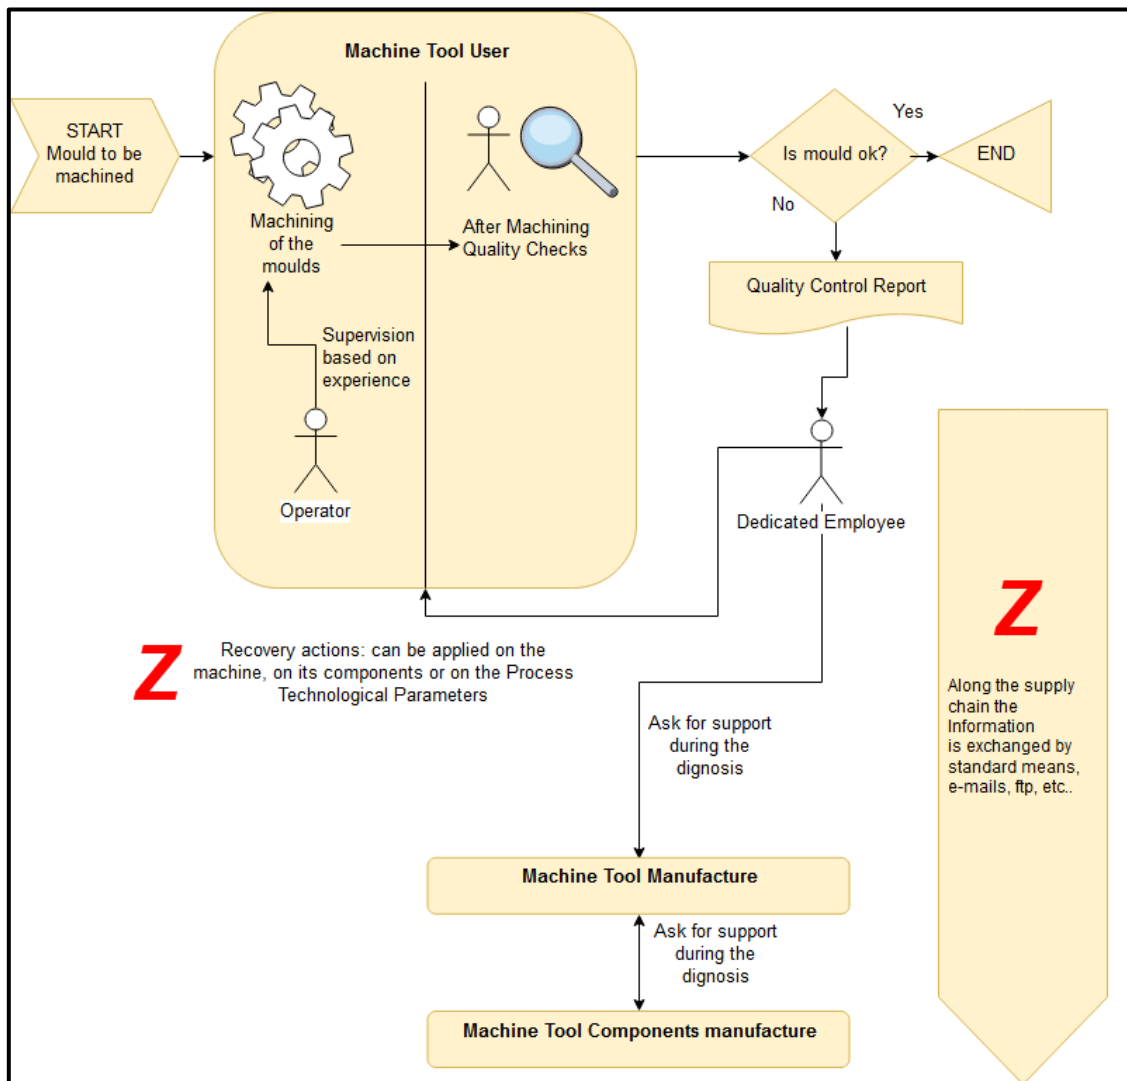 Machine Tool User
START
Mould to be
machined
Machining
of the
moulds
After Machining
Quality Checks
Supervision
based on
experience
Operator
Is mould ok?
Yes
END
No
Quality Control Report
Dedicated Employee
Z
Recovery actions: can be applied on the
machine, on its components or on the Process
Technological Parameters
Z
Along the supply
chain the
Information
is exchanged by
standard means,
e-mails, ftp, etc..
Ask for support
during the
dignosis
Machine Tool Manufacture
Ask for support
during the
dignosis
Machine Tool Components manufacture